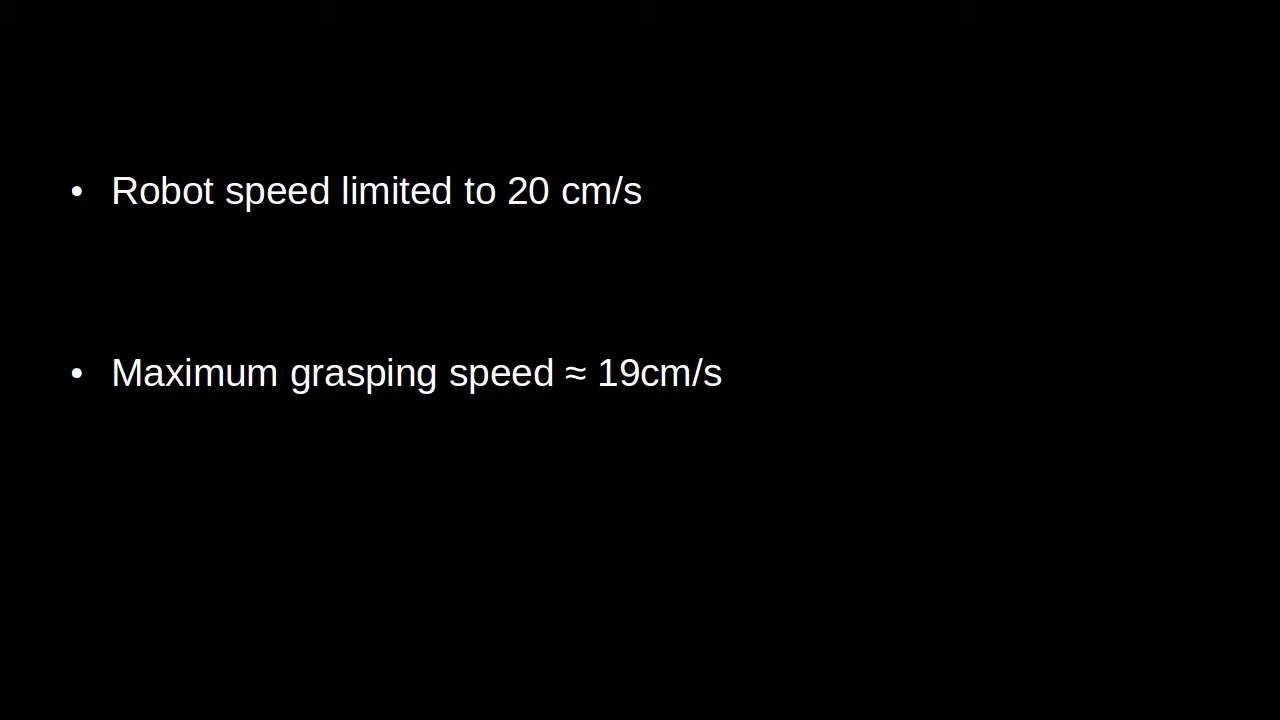 • Robot speed limited to 20 cm/s
• Maximum grasping speed ≈ 19cm/s